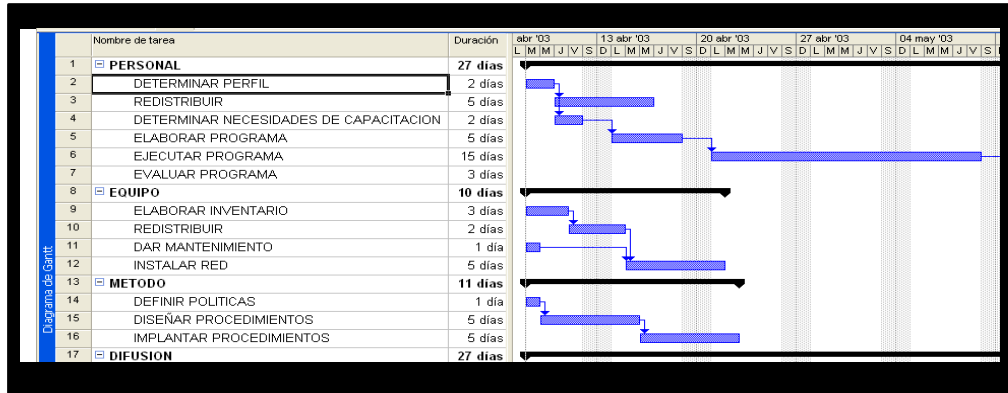 Nombre de tarea Duración abr '03 13 abr '03 20 abr '03 27 abr '03 04 may '03
L M M J V S D L M M J V S D L M M J V S D L M M J V S D L M M J V S
1 PERSONAL 27 días
2 DETERMINAR PERFIL 2 días
3 REDISTRIBUIR 5 días
4 DETERMINAR NECESIDADES DE CAPACITACION 2 días
5 ELABORAR PROGRAMA 5 días
6 EJECUTAR PROGRAMA 15 días
7 EVALUAR PROGRAMA 3 días
8 EQUIPO 10 días
9 ELABORAR INVENTARIO 3 días
10 REDISTRIBUIR 2 días
11 DAR MANTENIMIENTO 1 día
12 INSTALAR RED 5 días
13 METODO 11 días
14 DEFINIR POLITICAS 1 día
15 DISEÑAR PROCEDIMIENTOS 5 días
16 IMPLANTAR PROCEDIMIENTOS 5 días
17 DIFUSION 27 días
Diagrama de Gantt